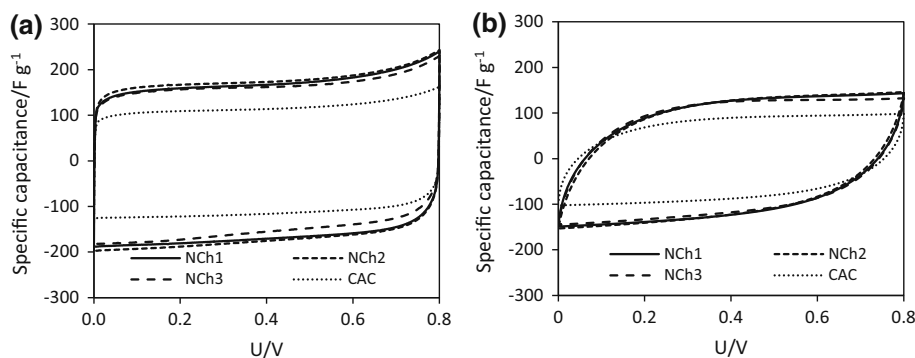 (a)
Specific capacitance/F g⁻¹
300
200
100
0
-100
-200
-300
NCh1
NCh2
NCh3
CAC
0.0
0.2
0.4
0.6
0.8
U/V
(b)
Specific capacitance/F g⁻¹
300
200
100
0
-100
-200
-300
NCh1
NCh2
NCh3
CAC
0
0.2
0.4
0.6
0.8
U/V